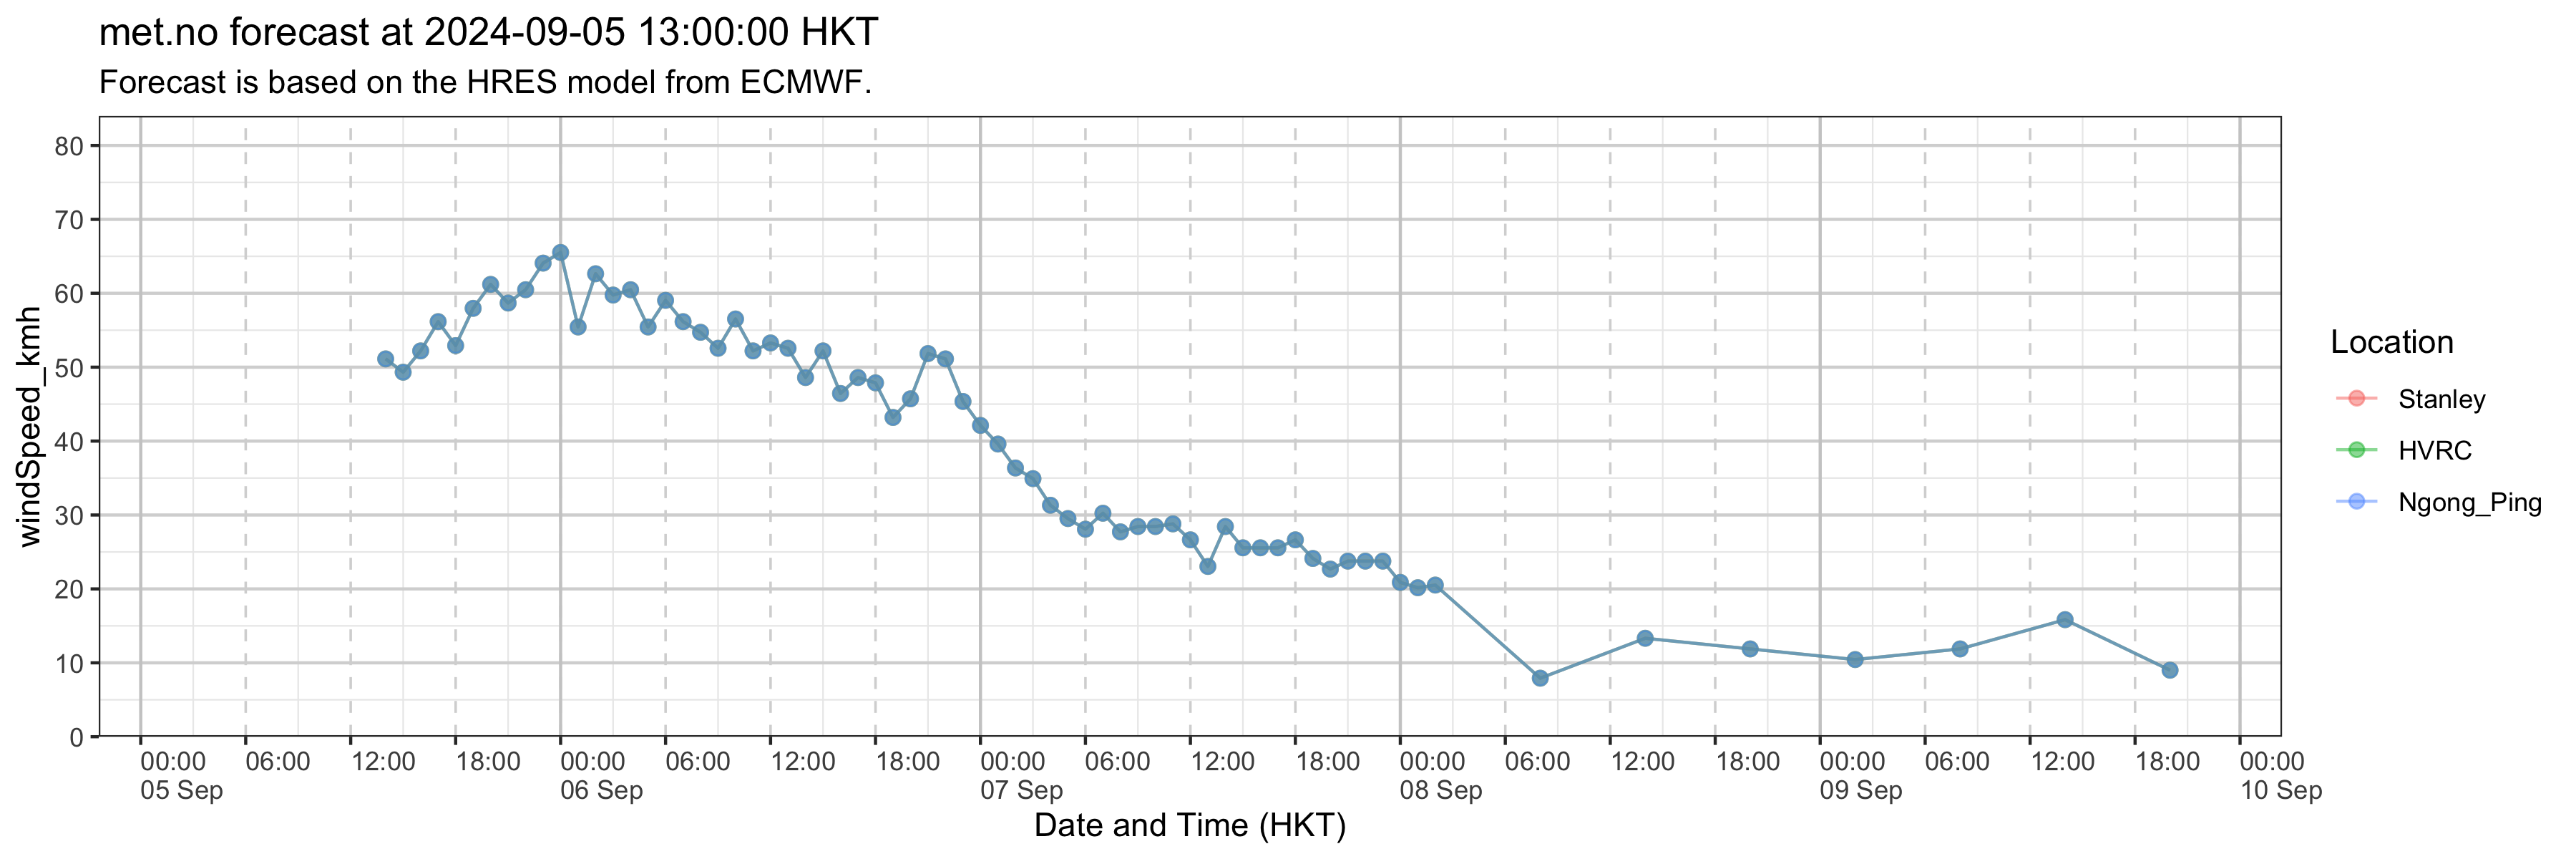 met.no forecast at 2024-09-05 13:00:00 HKT
Forecast is based on the HRES model from ECMWF.
windSpeed_kmh
80
70
60
50
40
30
20
10
0
00:00 06:00 12:00 18:00 00:00 06:00 12:00 18:00 00:00 06:00 12:00 18:00 00:00 06:00 12:00 18:00 00:00 06:00 12:00 18:00 00:00
05 Sep 06 Sep 07 Sep 08 Sep 09 Sep 10 Sep
Date and Time (HKT)
Location
Stanley
HVRC
Ngong_Ping